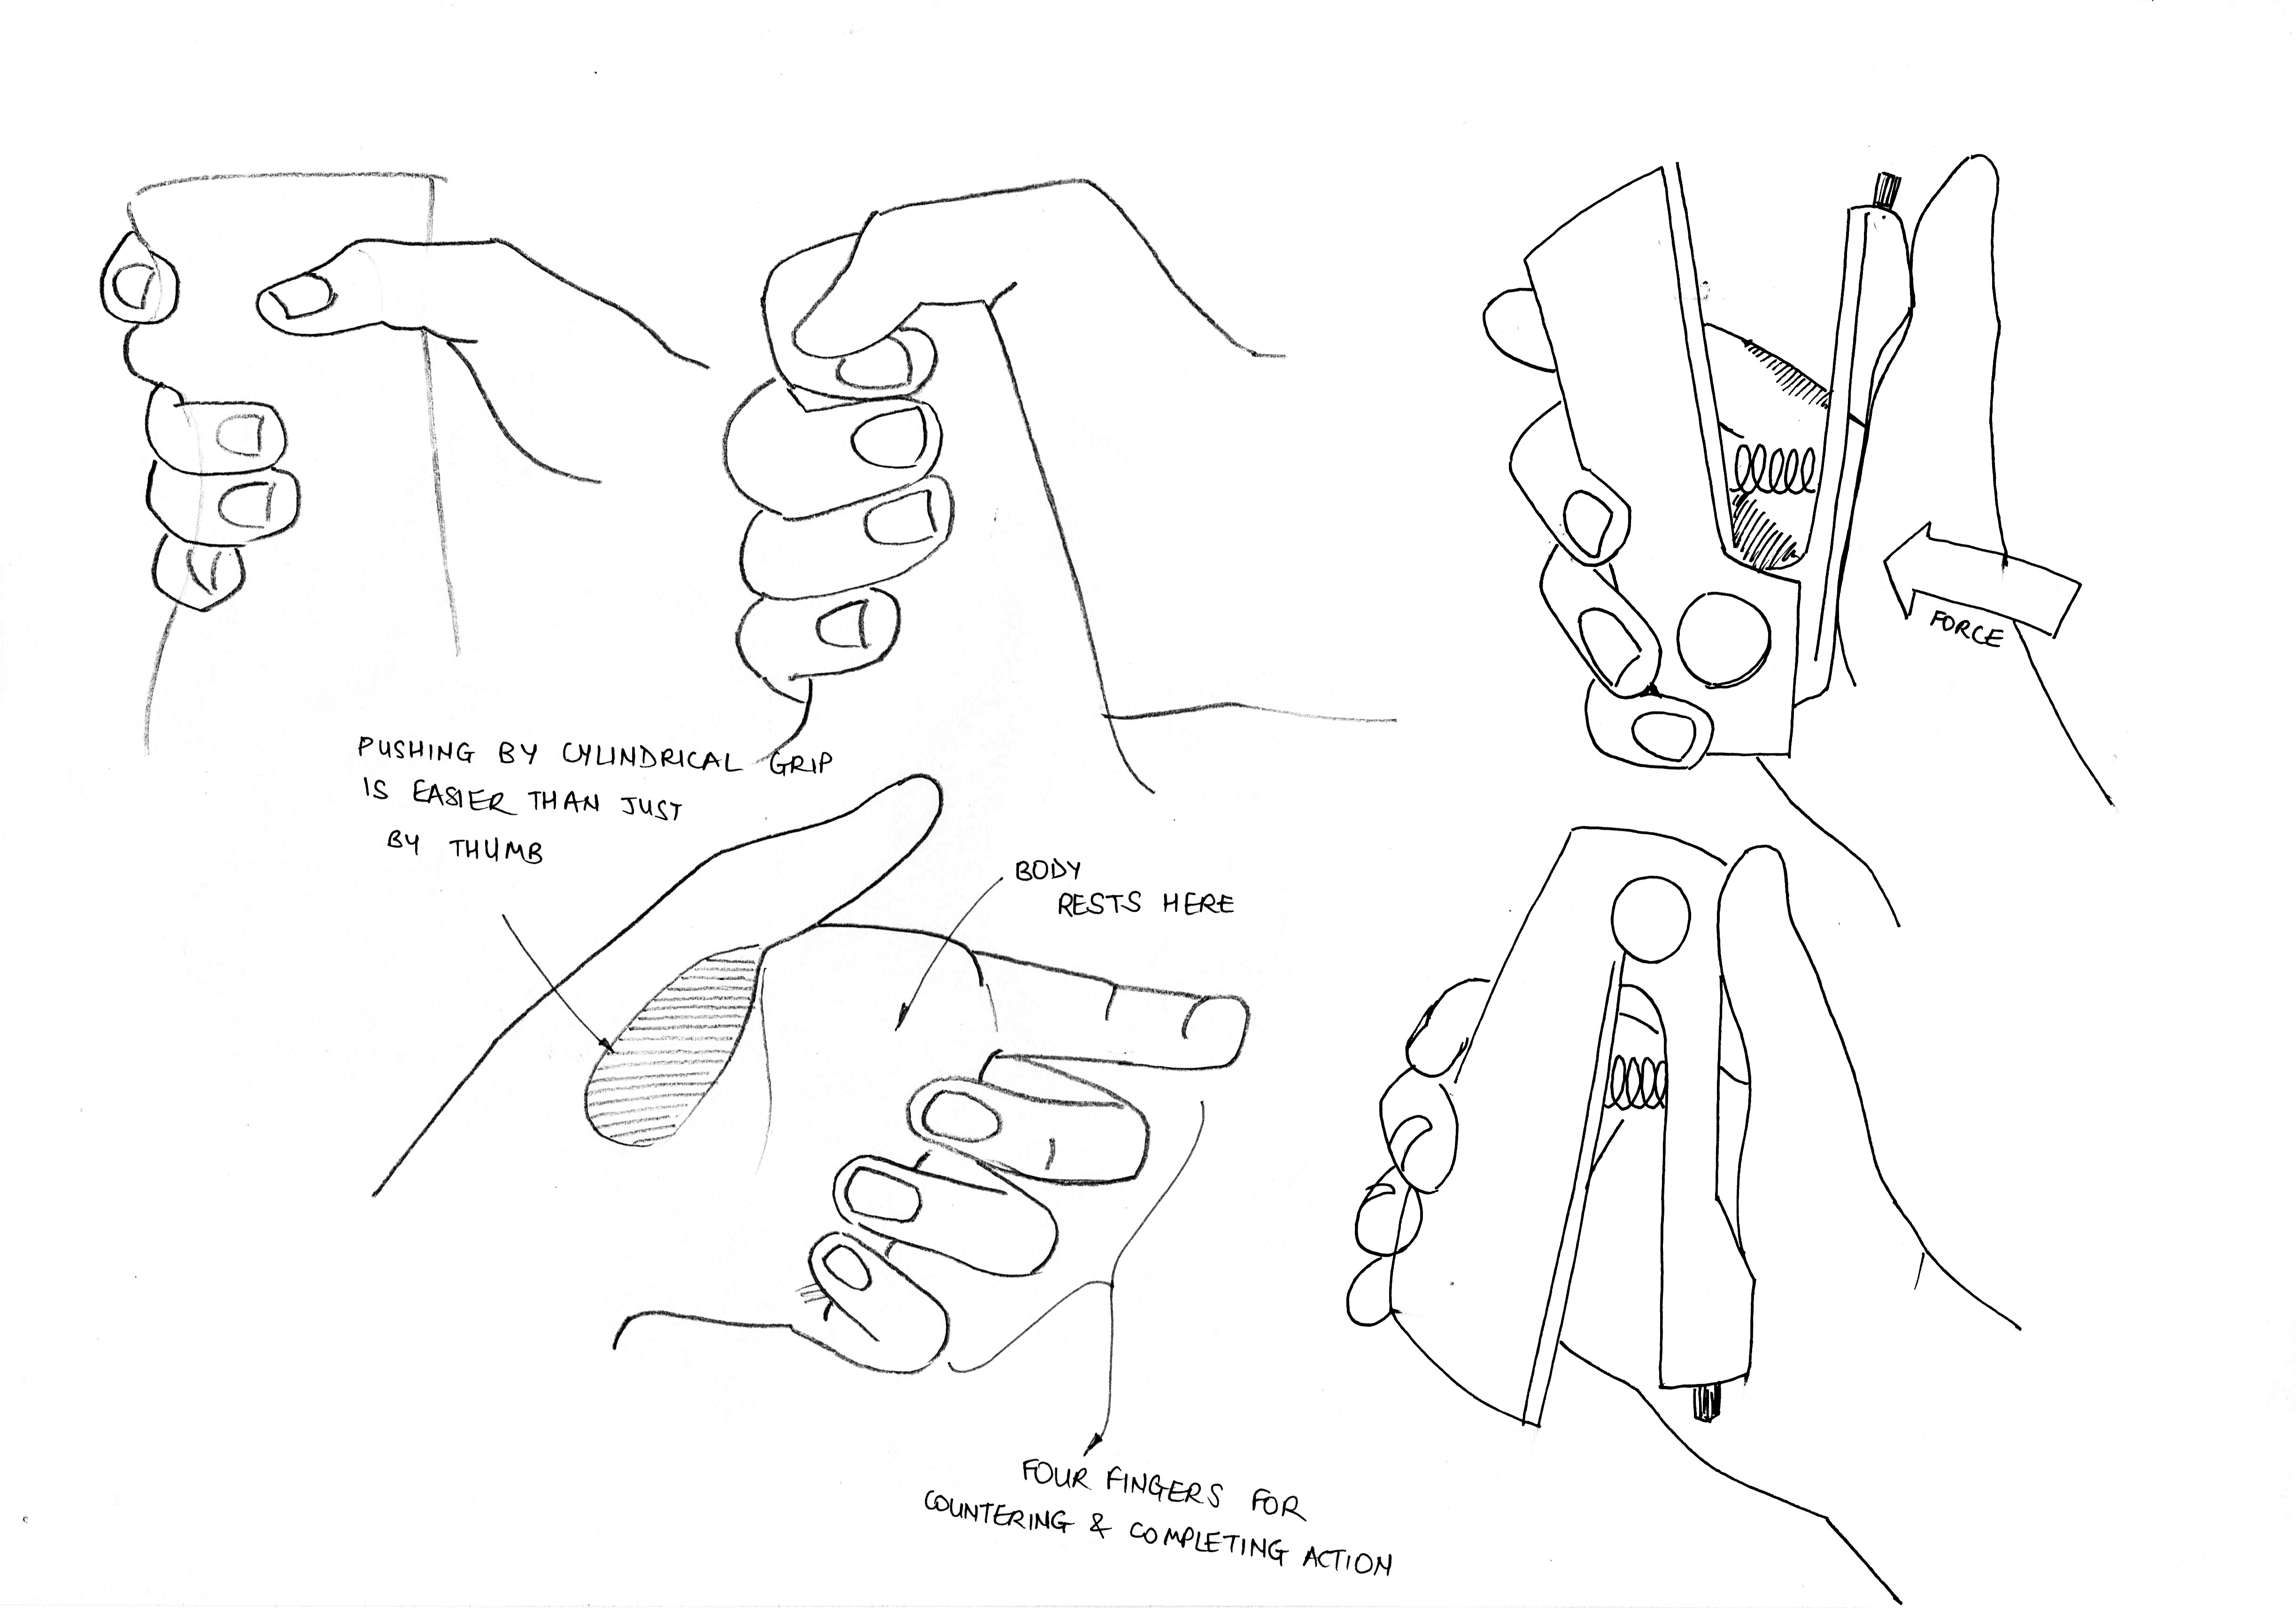 PUSHING BY CYLINDRICAL GRIP
IS EASIER THAN JUST
BY THUMB
BODY
RESTS HERE
FORCE
FOUR FINGERS FOR
COUNTERING & COMPLETING ACTION